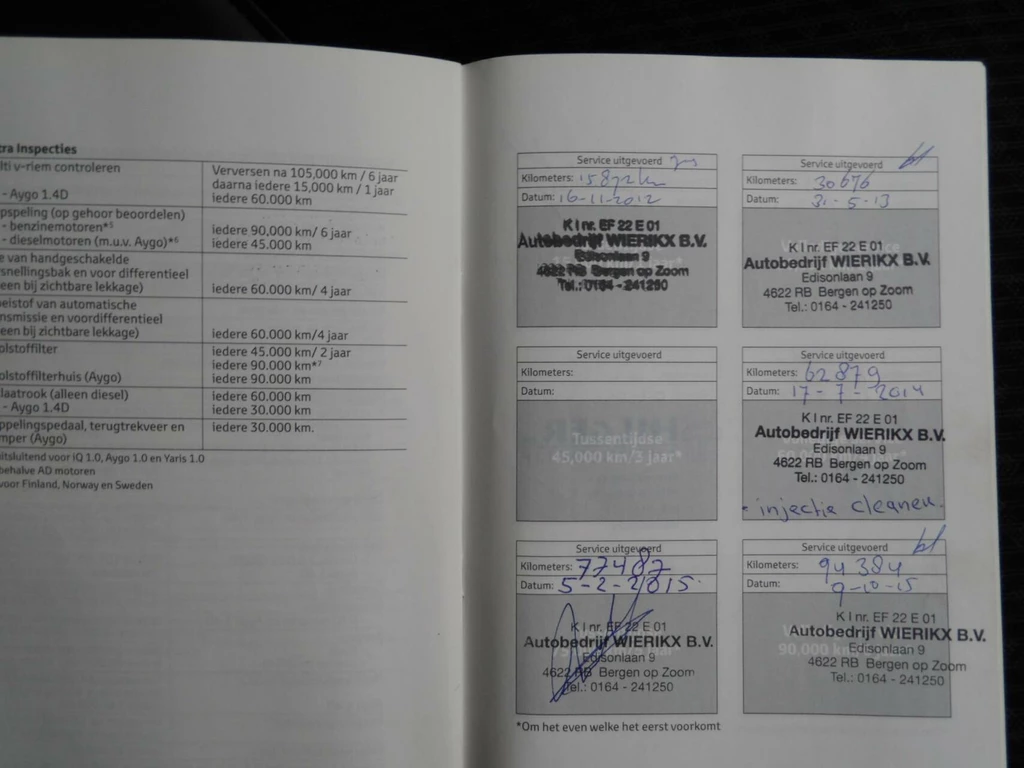 tra Inspecties
lti v-riem controleren
Verversen na 105,000 km / 6 jaar
daarna iedere 15,000 km / 1 jaar
- Aygo 1.4D
iedere 60.000 km
pspeling (op gehoor beoordelen)
- benzinemotoren*5
iedere 90,000 km/ 6 jaar
- dieselmotoren (m.u.v. Aygo)*6
iedere 45.000 km
e van handgeschakelde
snellingsbak en voor differentieel
een bij zichtbare lekkage)
iedere 60.000 km/ 4 jaar
eistof van automatische
nsmissie en voordifferentieel
een bij zichtbare lekkage)
iedere 60.000 km/4 jaar
olstoffilter
iedere 45.000 km/ 2 jaar
iedere 90.000 km*7
olstoffilterhuis (Aygo)
iedere 90.000 km
laatrook (alleen diesel)
iedere 60.000 km
- Aygo 1.4D
iedere 30.000 km
ppelingspedaal, terugtrekveer en
iedere 30.000 km.
mper (Aygo)
itsluitend voor iQ 1.0, Aygo 1.0 en Yaris 1.0
behalve AD motoren
voor Finland, Norway en Sweden
Service uitgevoerd
Kilometers: 15872 km
Datum: 16-11-2012
K I nr. EF 22 E 01
Autobedrijf WIERIKX B.V.
Edisonlaan 9
4622 RB Bergen op Zoom
Tel.: 0164 - 241250
Service uitgevoerd
Kilometers: 30676
Datum: 31-5-13
K I nr. EF 22 E 01
Autobedrijf WIERIKX B.V.
Edisonlaan 9
4622 RB Bergen op Zoom
Tel.: 0164 - 241250
Service uitgevoerd
Kilometers:
Datum:
Tussentijdse
45,000 km/3 jaar*
Service uitgevoerd
Kilometers: 62879
Datum: 17-7-2014
K I nr. EF 22 E 01
Autobedrijf WIERIKX B.V.
Edisonlaan 9
4622 RB Bergen op Zoom
Tel.: 0164 - 241250
injectie cleanen.
Service uitgevoerd
Kilometers: 77487
Datum: 5-2-2015
K I nr. EF 22 E 01
Autobedrijf WIERIKX B.V.
Edisonlaan 9
4622 RB Bergen op Zoom
Tel.: 0164 - 241250
Service uitgevoerd
Kilometers: 94384
Datum: 9-10-15
K I nr. EF 22 E 01
Autobedrijf WIERIKX B.V.
Edisonlaan 9
4622 RB Bergen op Zoom
Tel.: 0164 - 241250
*Om het even welke het eerst voorkomt